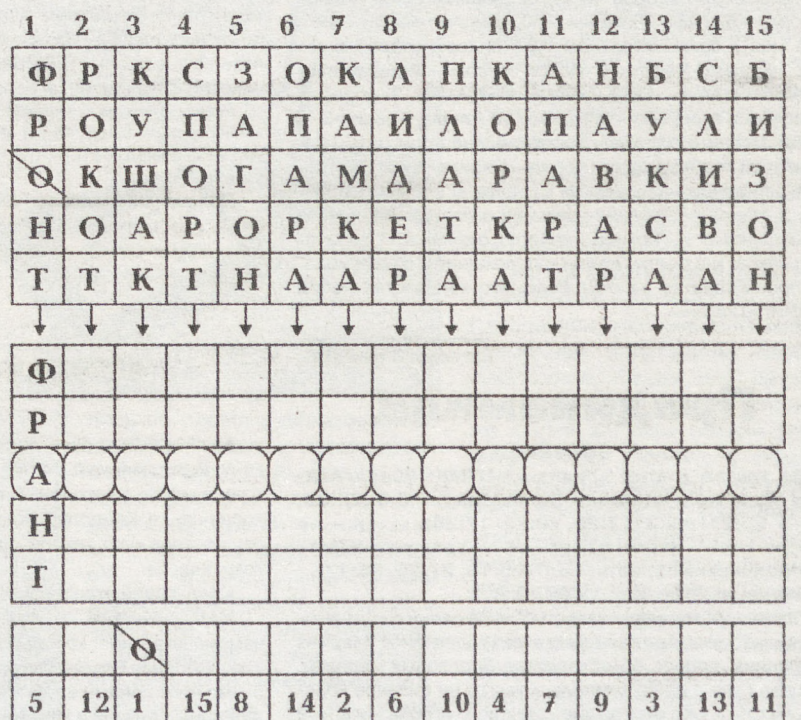 1 2 3 4 5 6 7 8 9 10 11 12 13 14 15
Ф Р К С З О К Л П К А Н Б С Б
Р О У П А П А И Л О П А У Л И
О К Ш О Г А М Д А Р А В К И З
Н О А Р О Р К Е Т К Р А С В О
Т Т К Т Н А А Р А А Т Р А А Н
Ф
Р
А
Н
Т
О
5 12 1 15 8 14 2 6 10 4 7 9 3 13 11